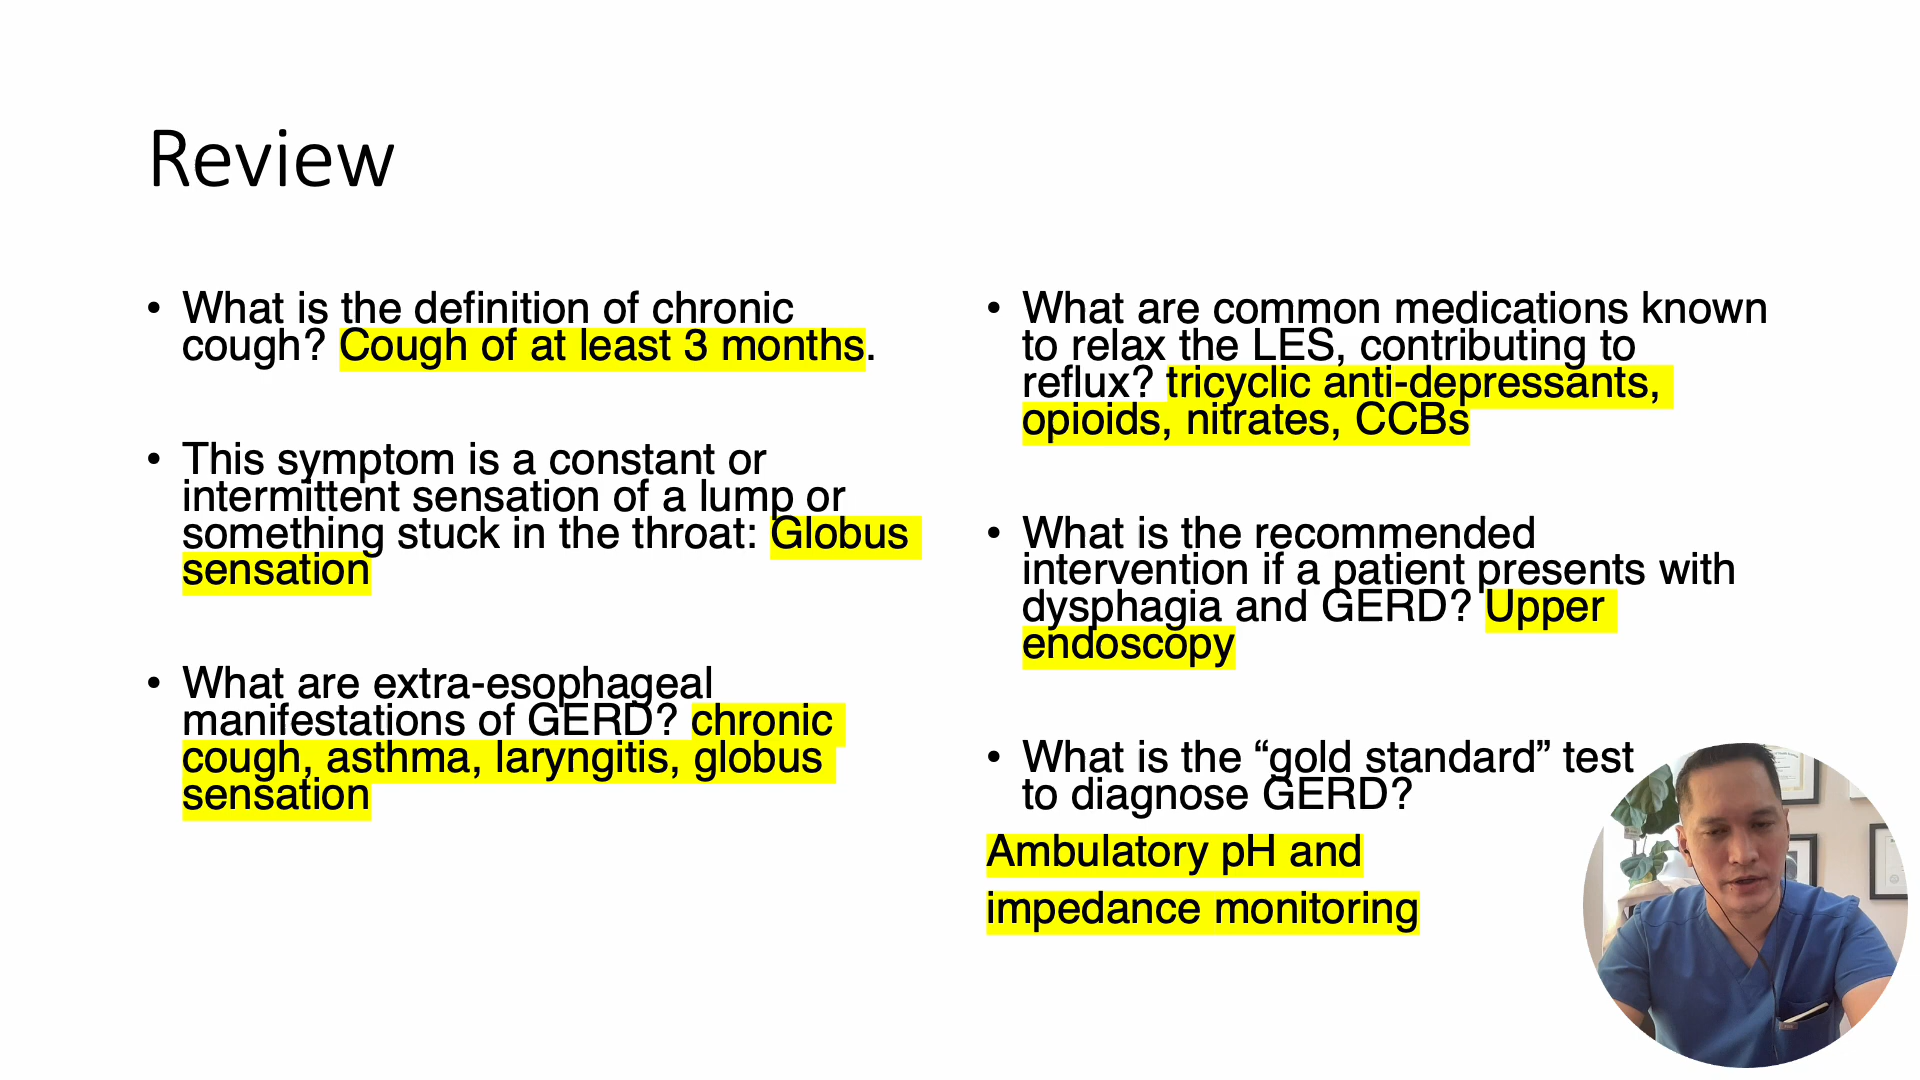 Review
• What is the definition of chronic
cough? Cough of at least 3 months.
• This symptom is a constant or
intermittent sensation of a lump or
something stuck in the throat: Globus
sensation
• What are extra-esophageal
manifestations of GERD? chronic
cough, asthma, laryngitis, globus
sensation
• What are common medications known
to relax the LES, contributing to
reflux? tricyclic anti-depressants,
opioids, nitrates, CCBs
• What is the recommended
intervention if a patient presents with
dysphagia and GERD? Upper
endoscopy
• What is the “gold standard” test
to diagnose GERD?
Ambulatory pH and
impedance monitoring